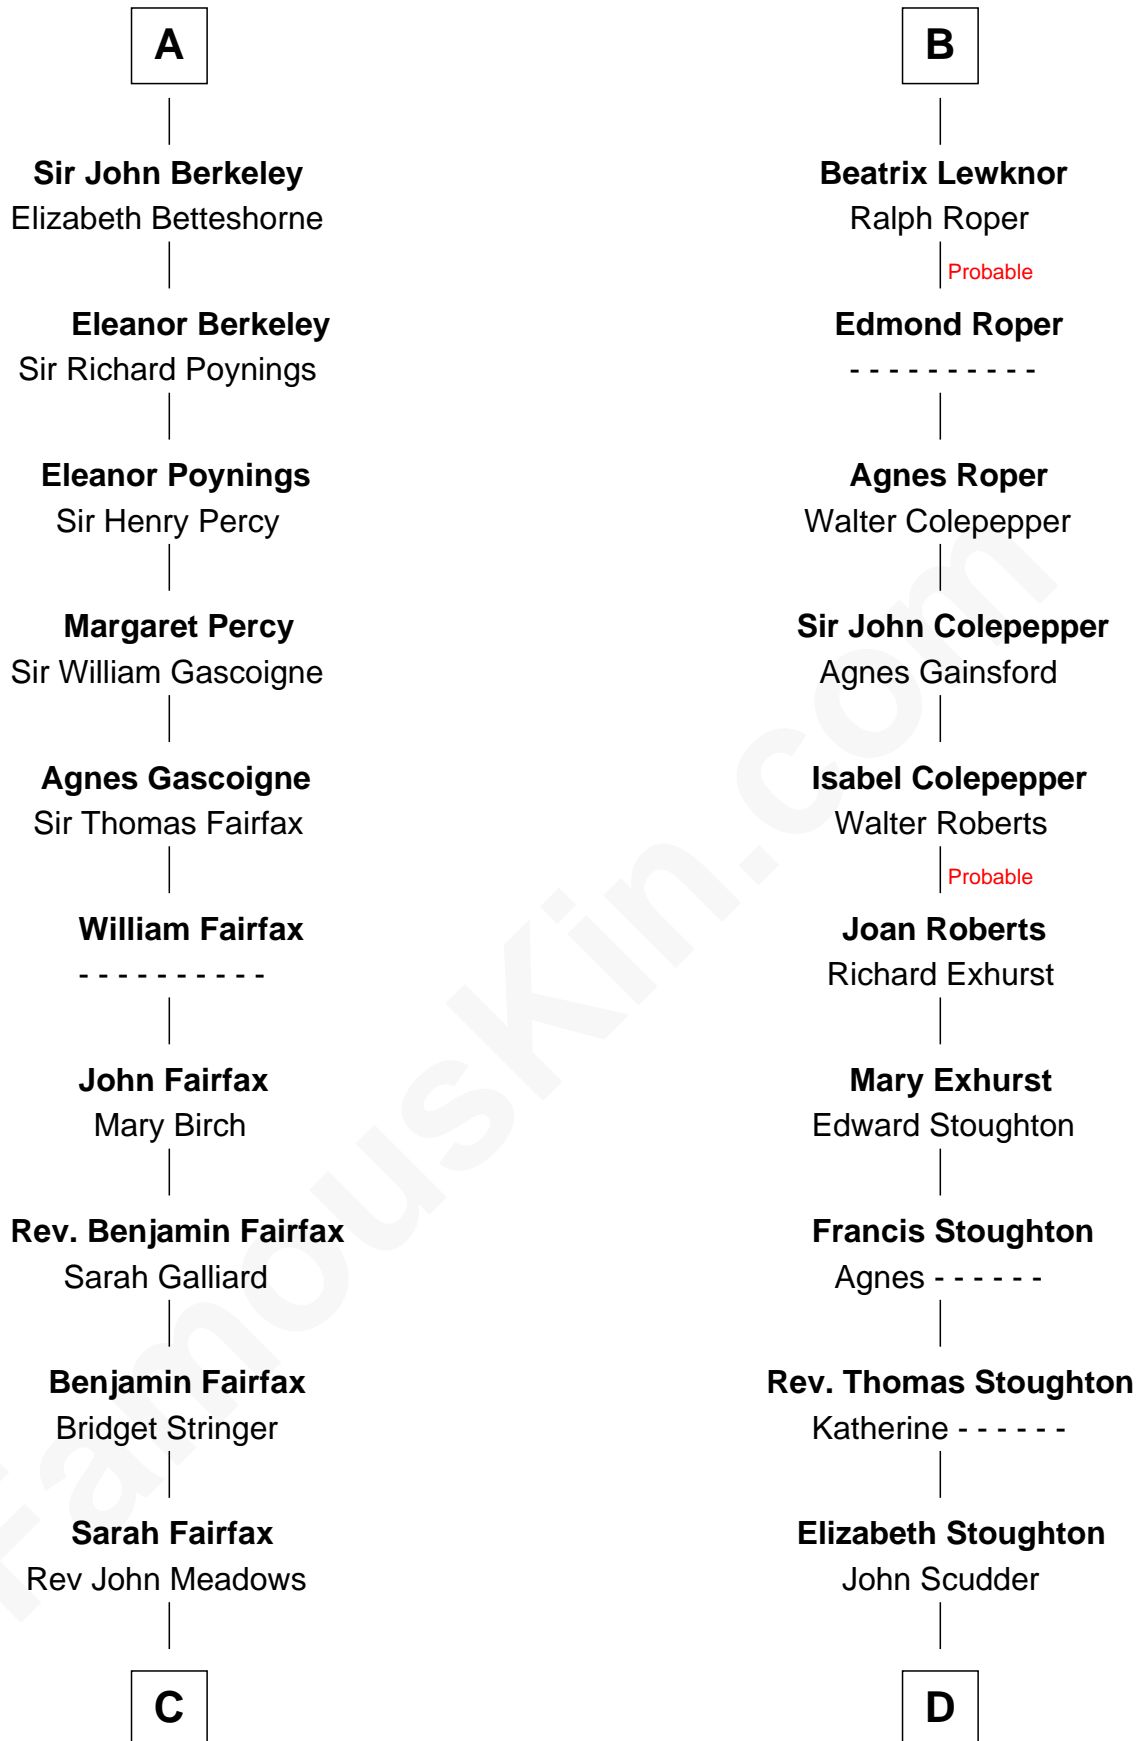 A
Sir John Berkeley
Elizabeth Betteshorne
Eleanor Berkeley
Sir Richard Poynings
Eleanor Poynings
Sir Henry Percy
Margaret Percy
Sir William Gascoigne
Agnes Gascoigne
Sir Thomas Fairfax
William Fairfax
- - - - - - - - - -
John Fairfax
Mary Birch
Rev. Benjamin Fairfax
Sarah Galliard
Benjamin Fairfax
Bridget Stringer
Sarah Fairfax
Rev John Meadows
C
B
Beatrix Lewknor
Ralph Roper
Probable
Edmond Roper
- - - - - - - - - -
Agnes Roper
Walter Colepepper
Sir John Colepepper
Agnes Gainsford
Isabel Colepepper
Walter Roberts
Probable
Joan Roberts
Richard Exhurst
Mary Exhurst
Edward Stoughton
Francis Stoughton
Agnes - - - - - -
Rev. Thomas Stoughton
Katherine - - - - - -
Elizabeth Stoughton
John Scudder
D
FamousKin.com